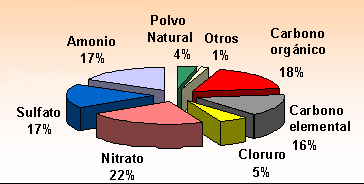 Polvo
Natural
4%
Otros
1%
Carbono
orgánico
18%
Carbono
elemental
16%
Cloruro
5%
Nitrato
22%
Sulfato
17%
Amonio
17%